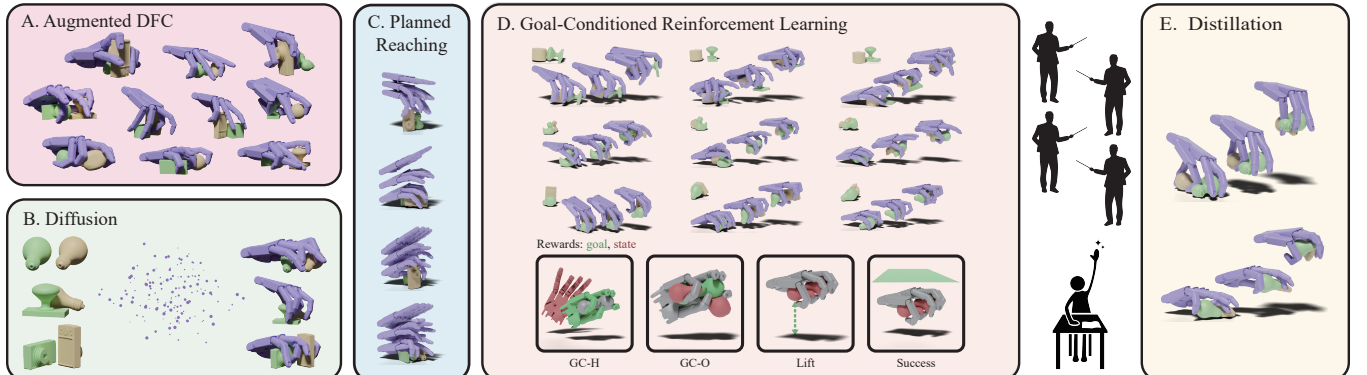 A. Augmented DFC
B. Diffusion
C. Planned
Reaching
D. Goal-Conditioned Reinforcement Learning
Rewards: goal, state
GC-H
GC-O
Lift
Success
E. Distillation